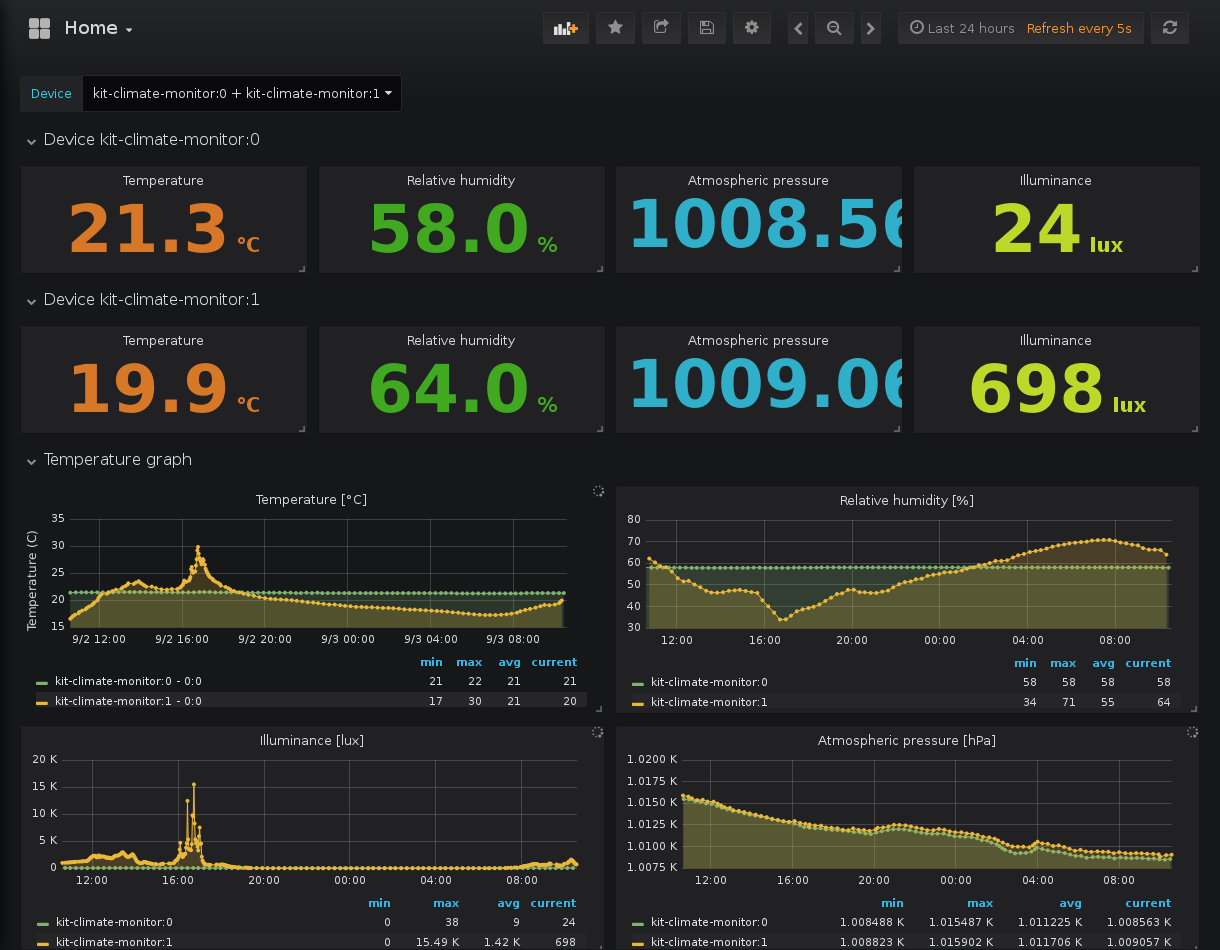 Home
Last 24 hours Refresh every 5s
Device kit-climate-monitor:0 + kit-climate-monitor:1
Device kit-climate-monitor:0
Temperature Relative humidity Atmospheric pressure Illuminance
21.3 °C 58.0 % 1008.56 24 lux
Device kit-climate-monitor:1
Temperature Relative humidity Atmospheric pressure Illuminance
19.9 °C 64.0 % 1009.06 698 lux
Temperature graph
Temperature [°C]
Temperature (C)
35
30
25
20
15
9/2 12:00 9/2 16:00 9/2 20:00 9/3 00:00 9/3 04:00 9/3 08:00
min max avg current
kit-climate-monitor:0 - 0:0 21 22 21 21
kit-climate-monitor:1 - 0:0 17 30 21 20
Relative humidity [%]
80
70
60
50
40
30
12:00 16:00 20:00 00:00 04:00 08:00
min max avg current
kit-climate-monitor:0 58 58 58 58
kit-climate-monitor:1 34 71 55 64
Illuminance [lux]
20 K
15 K
10 K
5 K
0
12:00 16:00 20:00 00:00 04:00 08:00
min max avg current
kit-climate-monitor:0 0 38 9 24
kit-climate-monitor:1 0 15.49 K 1.42 K 698
Atmospheric pressure [hPa]
1.0200 K
1.0175 K
1.0150 K
1.0125 K
1.0100 K
1.0075 K
12:00 16:00 20:00 00:00 04:00 08:00
min max avg current
kit-climate-monitor:0 1.008488 K 1.015487 K 1.011225 K 1.008563 K
kit-climate-monitor:1 1.008823 K 1.015902 K 1.011706 K 1.009057 K